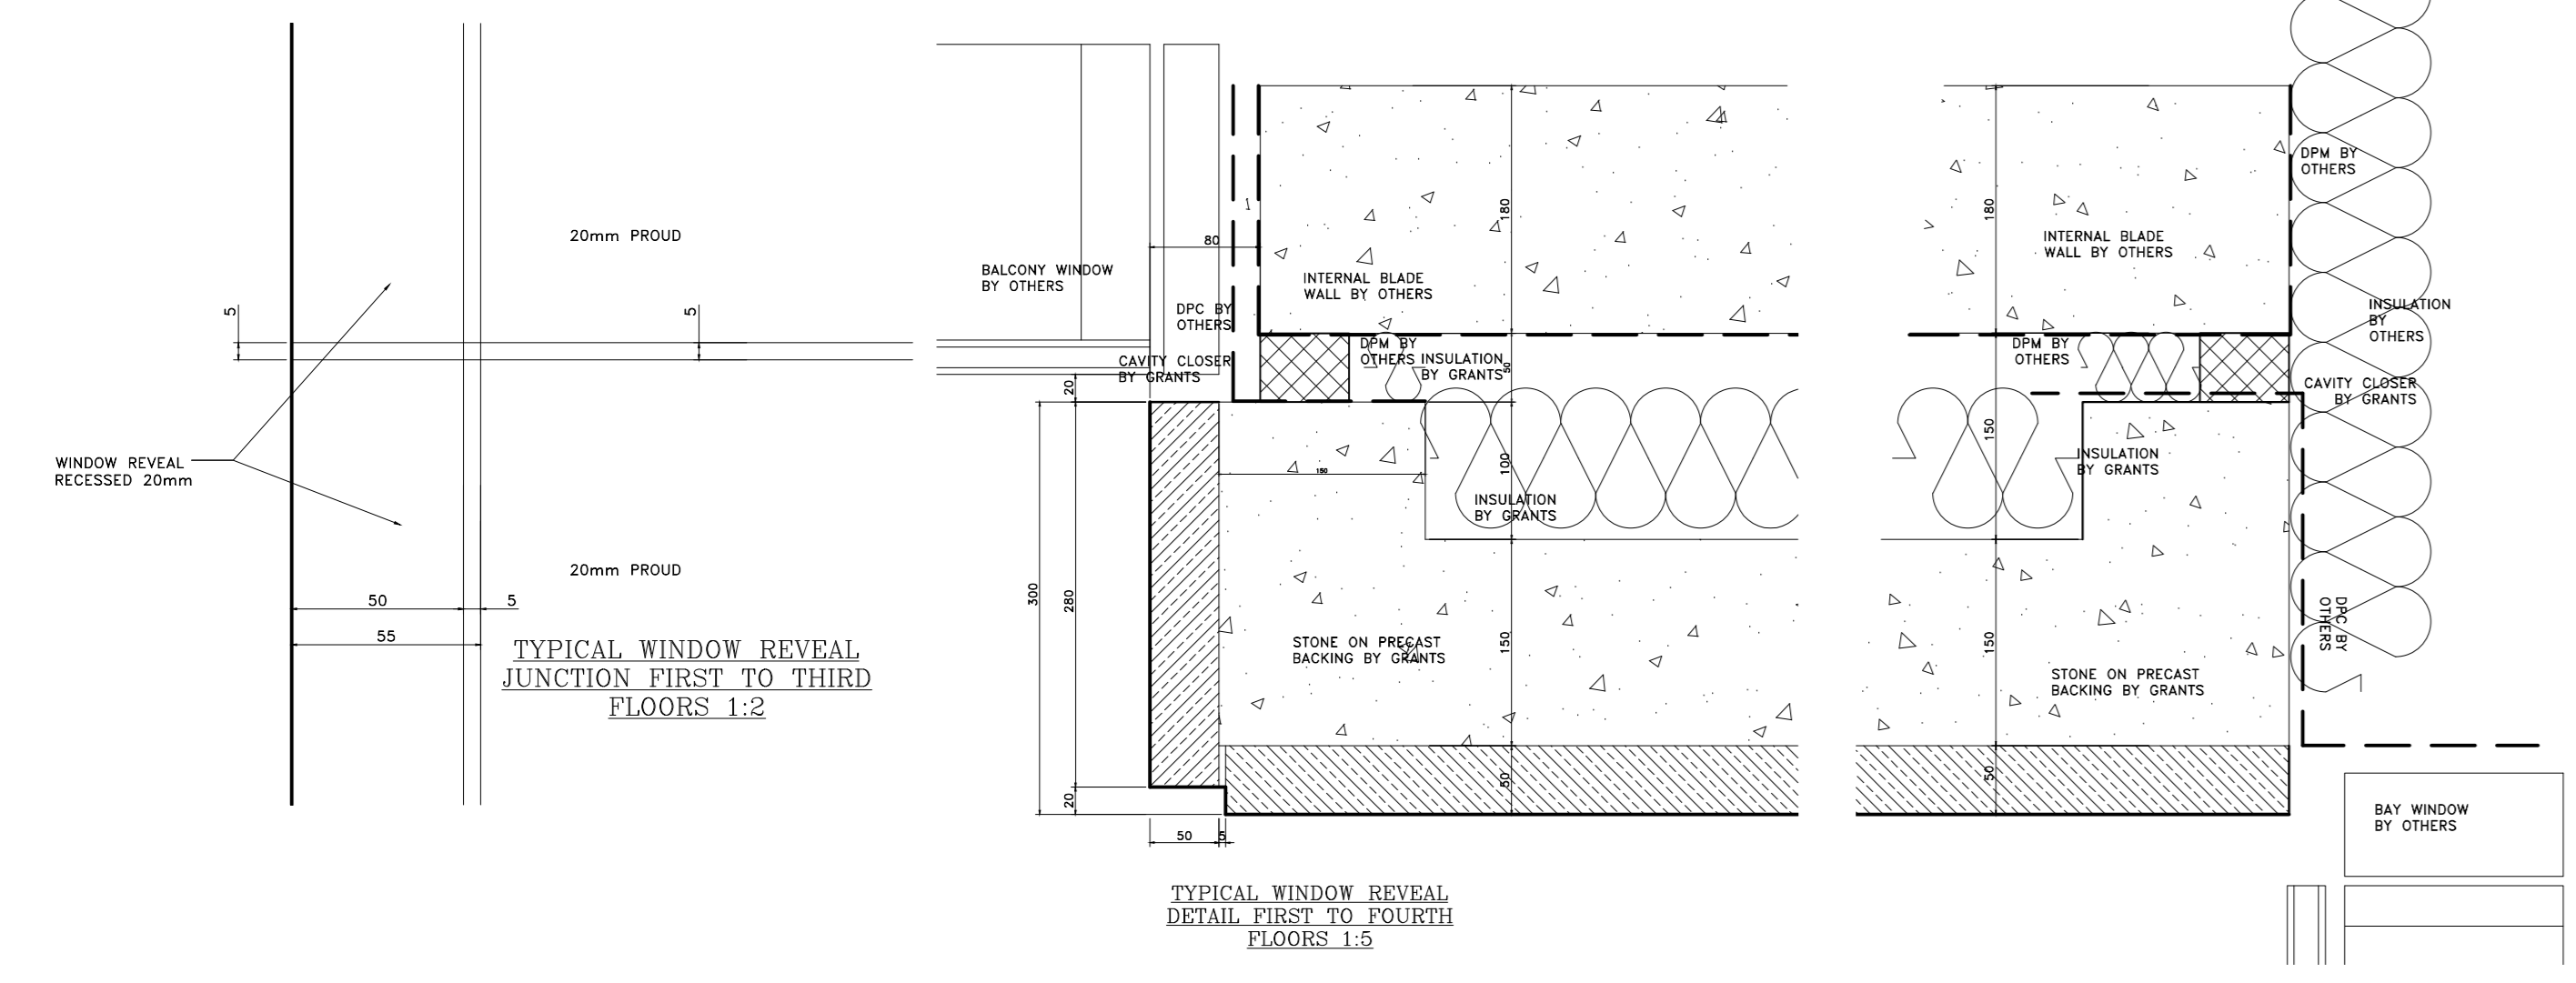 20mm PROUD
5
5
WINDOW REVEAL
RECESSED 20mm
20mm PROUD
50
5
55
TYPICAL WINDOW REVEAL
JUNCTION FIRST TO THIRD
FLOORS 1:2
BALCONY WINDOW
BY OTHERS
80
DPC BY
OTHERS
CAVITY CLOSER
BY GRANTS
INTERNAL BLADE
WALL BY OTHERS
180
DPM BY
OTHERS
INSULATION
BY GRANTS
50
20
300
280
20
150
100
INSULATION
BY GRANTS
STONE ON PRECAST
BACKING BY GRANTS
150
50
50
5
TYPICAL WINDOW REVEAL
DETAIL FIRST TO FOURTH
FLOORS 1:5
180
INTERNAL BLADE
WALL BY OTHERS
DPM BY
OTHERS
DPM BY
OTHERS
INSULATION
BY
OTHERS
CAVITY CLOSER
BY GRANTS
150
INSULATION
BY GRANTS
150
STONE ON PRECAST
BACKING BY GRANTS
DPC BY
OTHERS
50
BAY WINDOW
BY OTHERS